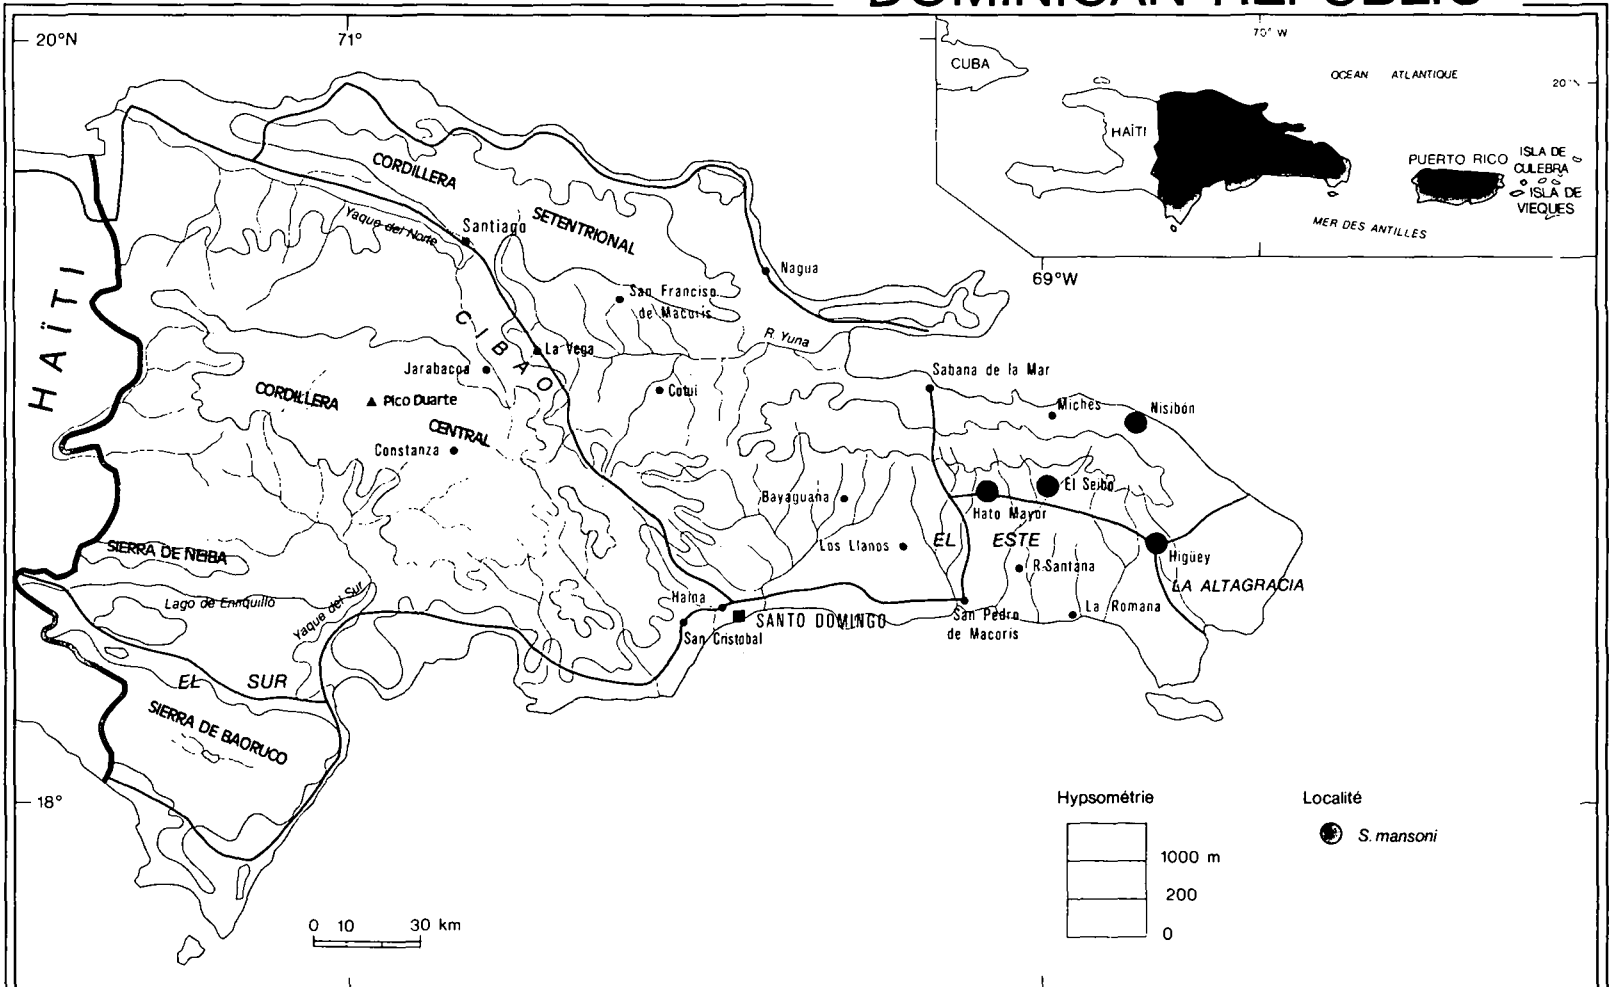 DOMINICAN REPUBLIC
20°N
71°
70° W
CUBA
OCEAN ATLANTIQUE
20°N
HAÏTI
PUERTO RICO
ISLA DE
CULEBRA
ISLA DE
VIEQUES
MER DES ANTILLES
69°W
CORDILLERA
SETENTRIONAL
Yaque del Norte
Santiago
Nagua
San Francisco
de Macoris
HAÏTI
CIBAO
R. Yuna
La Vega
Jarabacoa
Sabana de la Mar
Cotui
CORDILLERA
Pico Duarte
Miches
Nisibón
CENTRAL
Constanza
El Seibo
Bayaguana
Hato Mayor
Los Llanos
EL ESTE
SIERRA DE NEIBA
Higüey
R.Santana
LA ALTAGRACIA
Lago de Enriquillo
Yaque del Sur
Haina
La Romana
SANTO DOMINGO
San Pedro
de Macoris
San Cristobal
EL SUR
SIERRA DE BAORUCO
18°
Hypsométrie
Localité
S. mansoni
1000 m
200
0
0 10 30 km